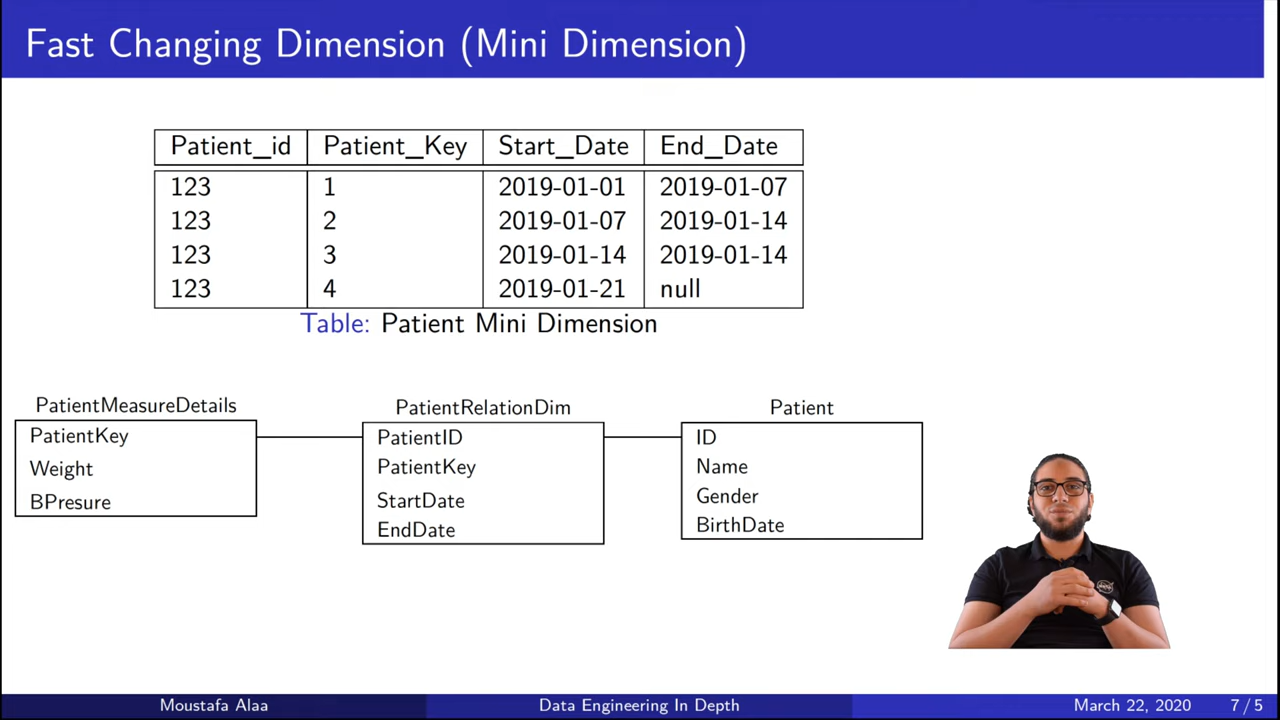 Fast Changing Dimension (Mini Dimension)
Patient_id Patient_Key Start_Date End_Date
123 1 2019-01-01 2019-01-07
123 2 2019-01-07 2019-01-14
123 3 2019-01-14 2019-01-14
123 4 2019-01-21 null
Table: Patient Mini Dimension
PatientMeasureDetails
PatientKey
Weight
BPresure
PatientRelationDim
PatientID
PatientKey
StartDate
EndDate
Patient
ID
Name
Gender
BirthDate
Moustafa Alaa Data Engineering In Depth March 22, 2020 7 / 5